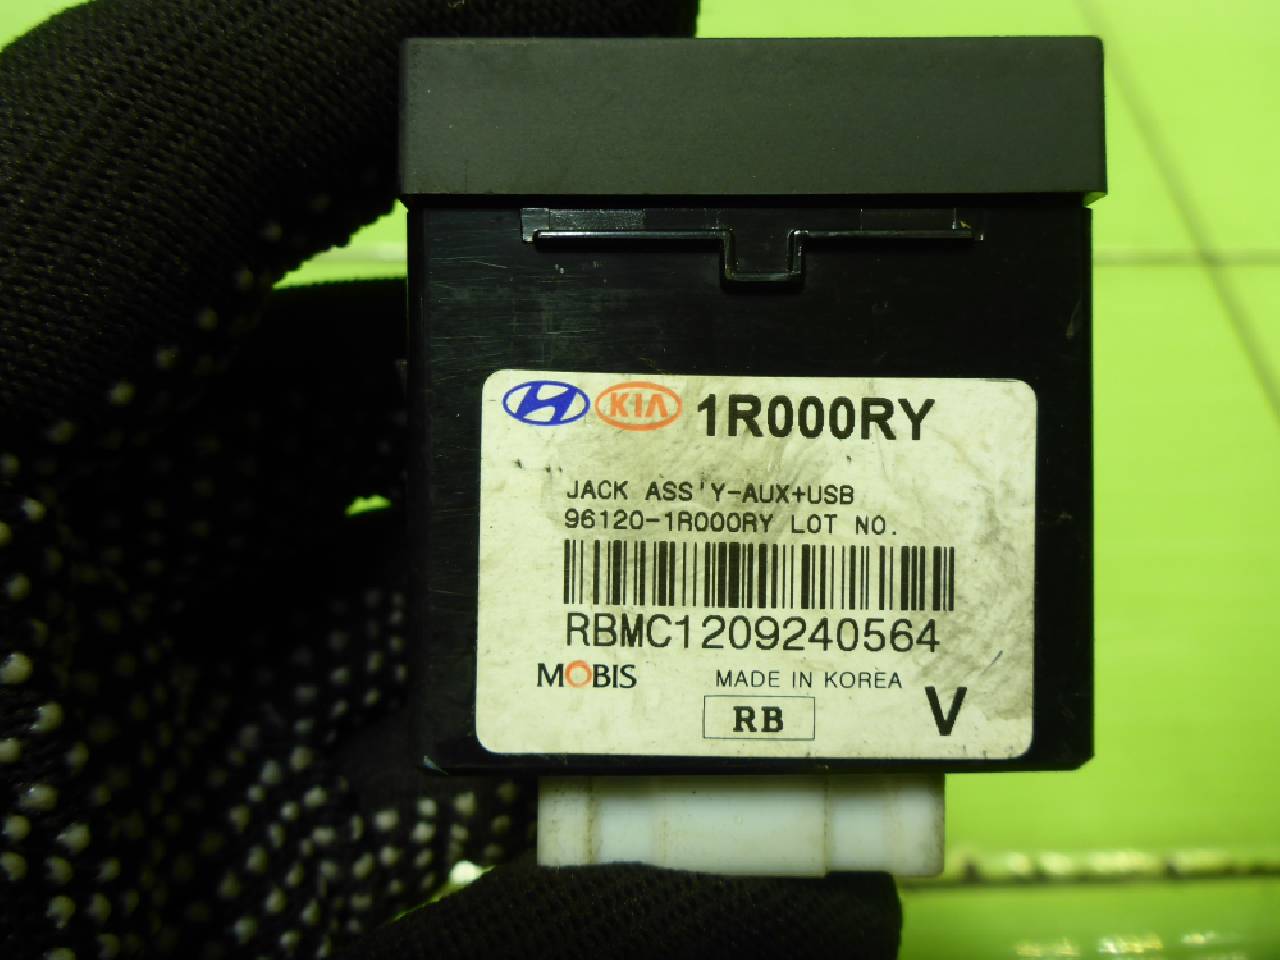 KIA 1R000RY
JACK ASS'Y-AUX+USB
96120-1R000RY LOT NO.
RBMC1209240564
MOBIS MADE IN KOREA
RB V